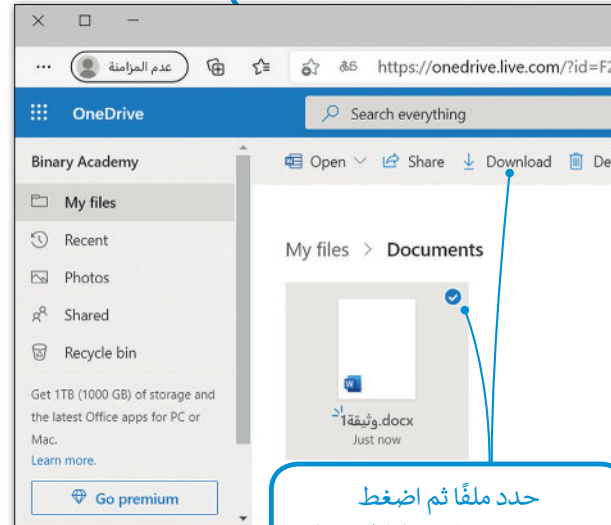 عدم المزامنة
https://onedrive.live.com/?id=F2
OneDrive
Search everything
Binary Academy
Open
Share
Download
De
My files
Recent
Photos
Shared
Recycle bin
Get 1TB (1000 GB) of storage and
the latest Office apps for PC or
Mac.
Learn more.
Go premium
My files > Documents
وثيقة1.docx
Just now
حدد ملفًا ثم اضغط